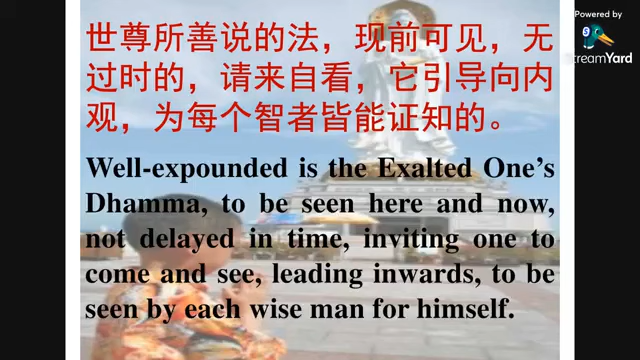 Powered by
StreamYard
世尊所善说的法，现前可见，无
过时的，请来自看，它引导向内
观，为每个智者皆能证知的。
Well-expounded is the Exalted One’s
Dhamma, to be seen here and now,
not delayed in time, inviting one to
come and see, leading inwards, to be
seen by each wise man for himself.